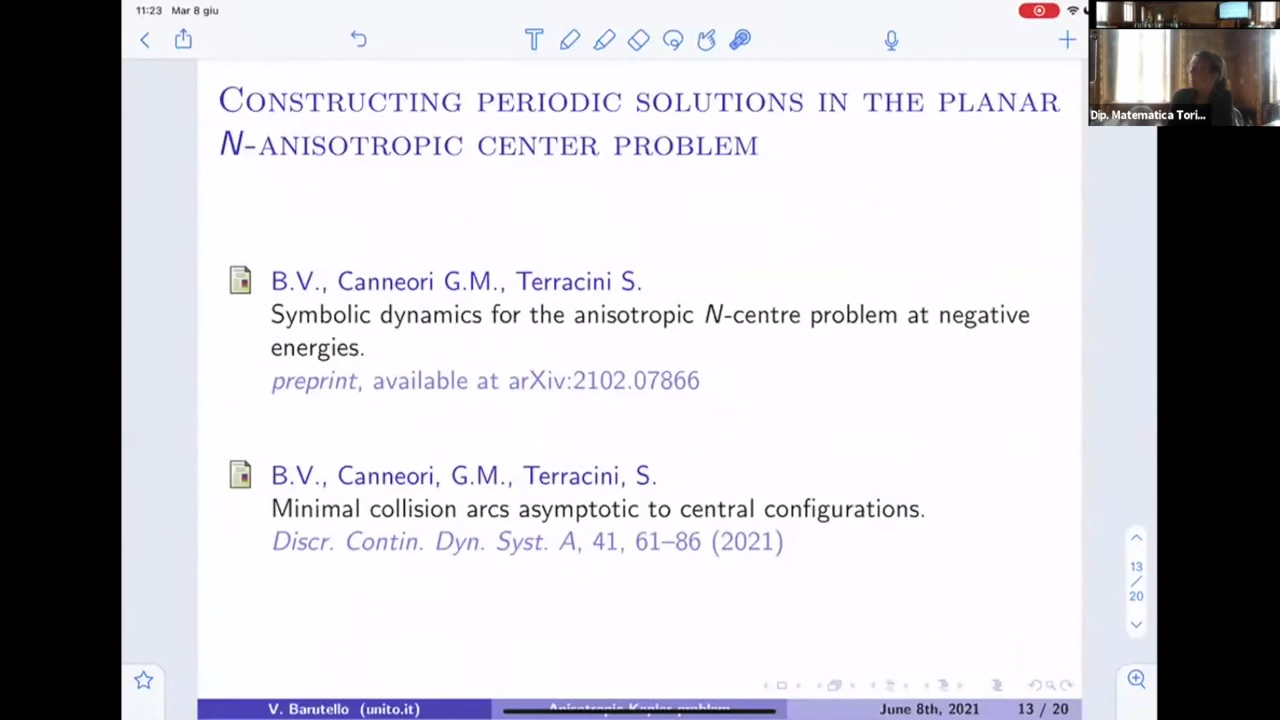 11:23 Mar 8 giu
Dip. Matematica Tori...
CONSTRUCTING PERIODIC SOLUTIONS IN THE PLANAR
N-ANISOTROPIC CENTER PROBLEM
B.V., Canneori G.M., Terracini S.
Symbolic dynamics for the anisotropic N-centre problem at negative
energies.
preprint, available at arXiv:2102.07866
B.V., Canneori, G.M., Terracini, S.
Minimal collision arcs asymptotic to central configurations.
Discr. Contin. Dyn. Syst. A, 41, 61–86 (2021)
13
/
20
V. Barutello (unito.it) Anisotropic Kepler problem June 8th, 2021 13 / 20